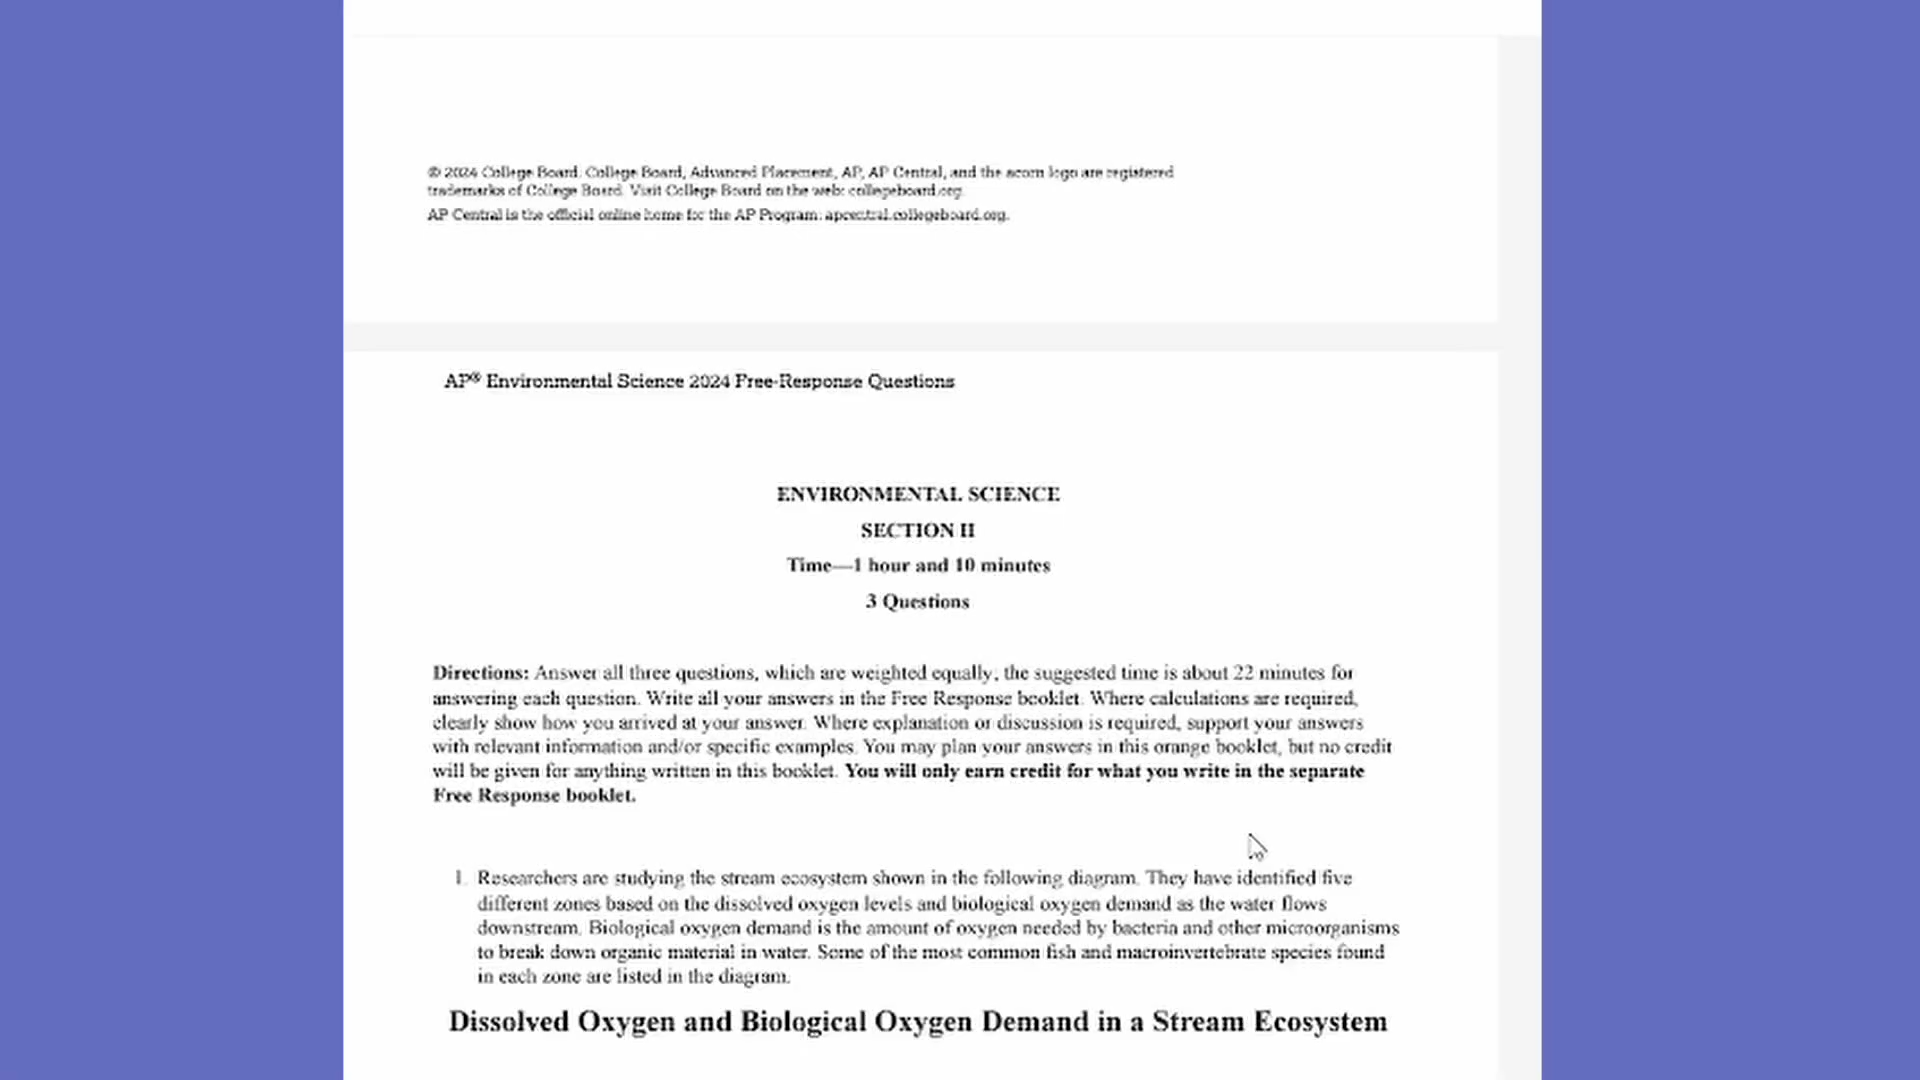 © 2024 College Board. College Board, Advanced Placement, AP, AP Central, and the acorn logo are registered
trademarks of College Board. Visit College Board on the web: collegeboard.org.
AP Central is the official online home for the AP Program: apcentral.collegeboard.org.
AP® Environmental Science 2024 Free-Response Questions
ENVIRONMENTAL SCIENCE
SECTION II
Time—1 hour and 10 minutes
3 Questions
Directions: Answer all three questions, which are weighted equally; the suggested time is about 22 minutes for
answering each question. Write all your answers in the Free Response booklet. Where calculations are required,
clearly show how you arrived at your answer. Where explanation or discussion is required, support your answers
with relevant information and/or specific examples. You may plan your answers in this orange booklet, but no credit
will be given for anything written in this booklet. You will only earn credit for what you write in the separate
Free Response booklet.
1. Researchers are studying the stream ecosystem shown in the following diagram. They have identified five
different zones based on the dissolved oxygen levels and biological oxygen demand as the water flows
downstream. Biological oxygen demand is the amount of oxygen needed by bacteria and other microorganisms
to break down organic material in water. Some of the most common fish and macroinvertebrate species found
in each zone are listed in the diagram.
Dissolved Oxygen and Biological Oxygen Demand in a Stream Ecosystem